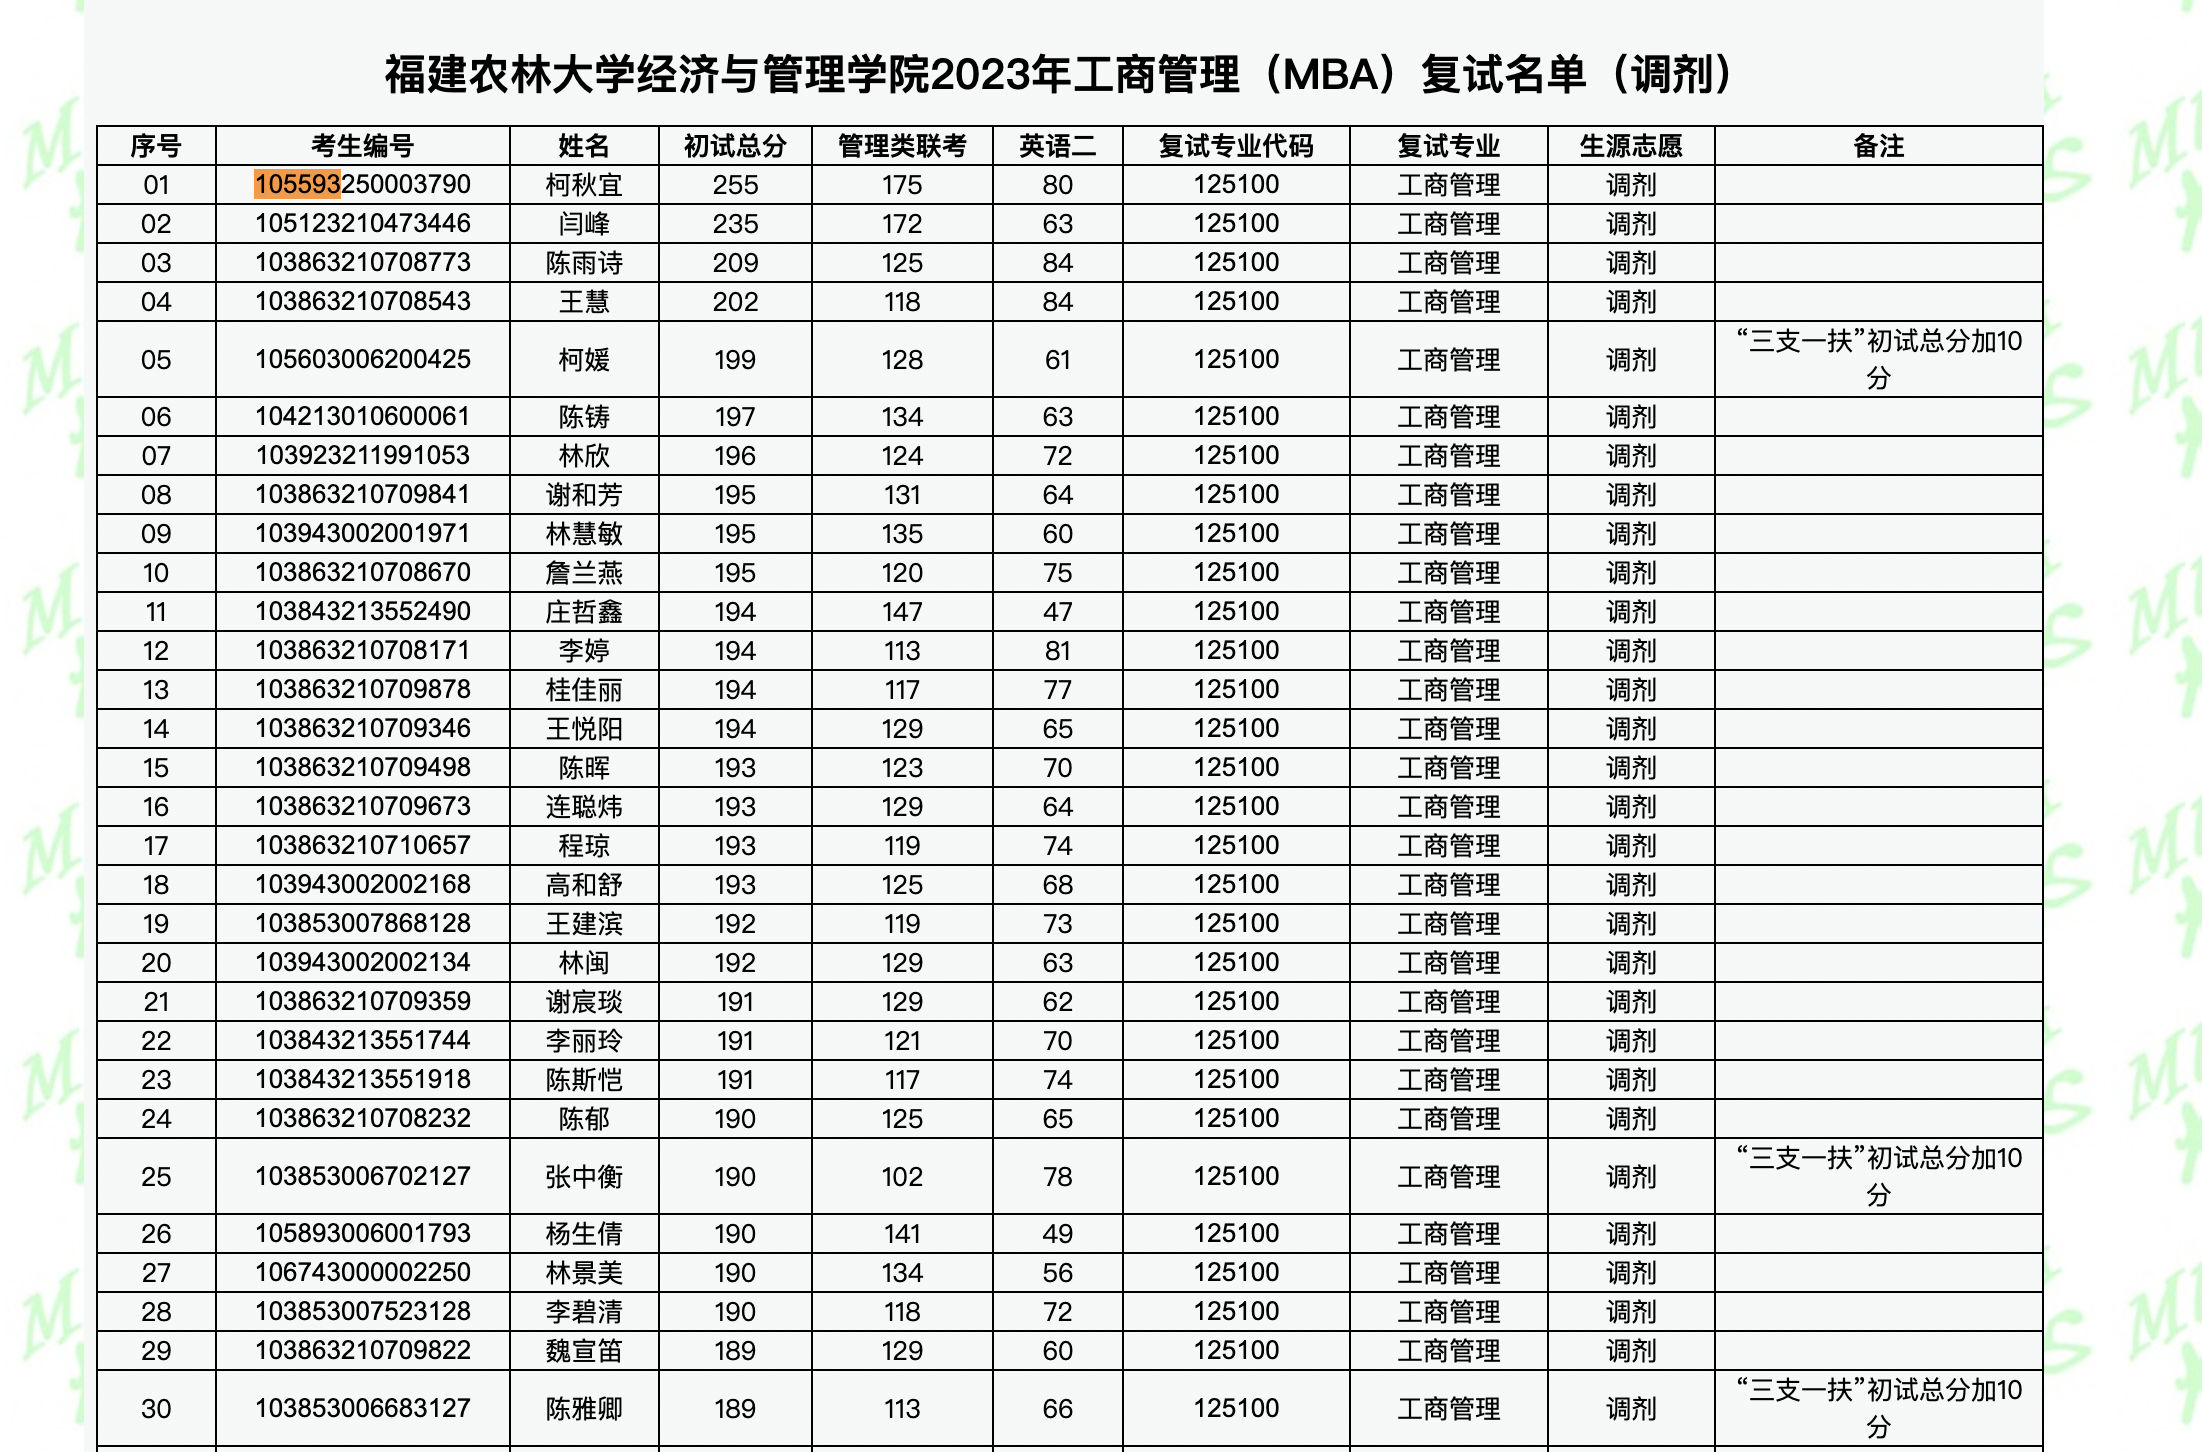 福建农林大学经济与管理学院2023年工商管理（MBA）复试名单（调剂）
序号 考生编号 姓名 初试总分 管理类联考 英语二 复试专业代码 复试专业 生源志愿 备注
01 105593250003790 柯秋宜 255 175 80 125100 工商管理 调剂
02 105123210473446 闫峰 235 172 63 125100 工商管理 调剂
03 103863210708773 陈雨诗 209 125 84 125100 工商管理 调剂
04 103863210708543 王慧 202 118 84 125100 工商管理 调剂
05 105603006200425 柯媛 199 128 61 125100 工商管理 调剂 “三支一扶”初试总分加10
分
06 104213010600061 陈铸 197 134 63 125100 工商管理 调剂
07 103923211991053 林欣 196 124 72 125100 工商管理 调剂
08 103863210709841 谢和芳 195 131 64 125100 工商管理 调剂
09 103943002001971 林慧敏 195 135 60 125100 工商管理 调剂
10 103863210708670 詹兰燕 195 120 75 125100 工商管理 调剂
11 103843213552490 庄哲鑫 194 147 47 125100 工商管理 调剂
12 103863210708171 李婷 194 113 81 125100 工商管理 调剂
13 103863210709878 桂佳丽 194 117 77 125100 工商管理 调剂
14 103863210709346 王悦阳 194 129 65 125100 工商管理 调剂
15 103863210709498 陈晖 193 123 70 125100 工商管理 调剂
16 103863210709673 连聪炜 193 129 64 125100 工商管理 调剂
17 103863210710657 程琼 193 119 74 125100 工商管理 调剂
18 103943002002168 高和舒 193 125 68 125100 工商管理 调剂
19 103853007868128 王建滨 192 119 73 125100 工商管理 调剂
20 103943002002134 林闽 192 129 63 125100 工商管理 调剂
21 103863210709359 谢宸琰 191 129 62 125100 工商管理 调剂
22 103843213551744 李丽玲 191 121 70 125100 工商管理 调剂
23 103843213551918 陈斯恺 191 117 74 125100 工商管理 调剂
24 103863210708232 陈郁 190 125 65 125100 工商管理 调剂
25 103853006702127 张中衡 190 102 78 125100 工商管理 调剂 “三支一扶”初试总分加10
分
26 105893006001793 杨生倩 190 141 49 125100 工商管理 调剂
27 106743000002250 林景美 190 134 56 125100 工商管理 调剂
28 103853007523128 李碧清 190 118 72 125100 工商管理 调剂
29 103863210709822 魏宣笛 189 129 60 125100 工商管理 调剂
30 103853006683127 陈雅卿 189 113 66 125100 工商管理 调剂 “三支一扶”初试总分加10
分